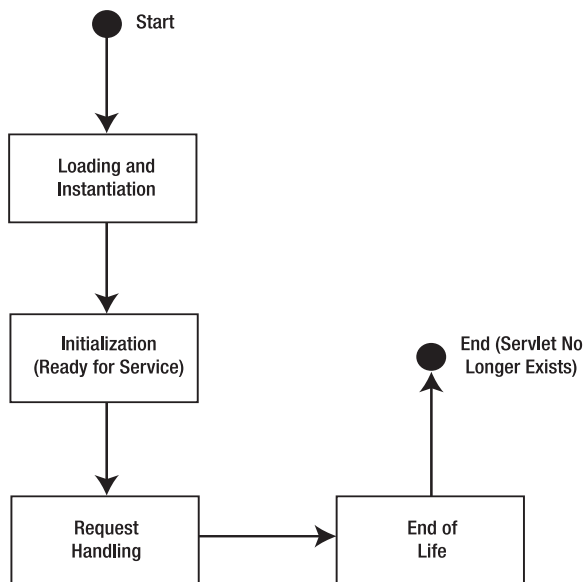 Start
Loading and
Instantiation
Initialization
(Ready for Service)
End (Servlet No
Longer Exists)
Request
Handling
End of
Life